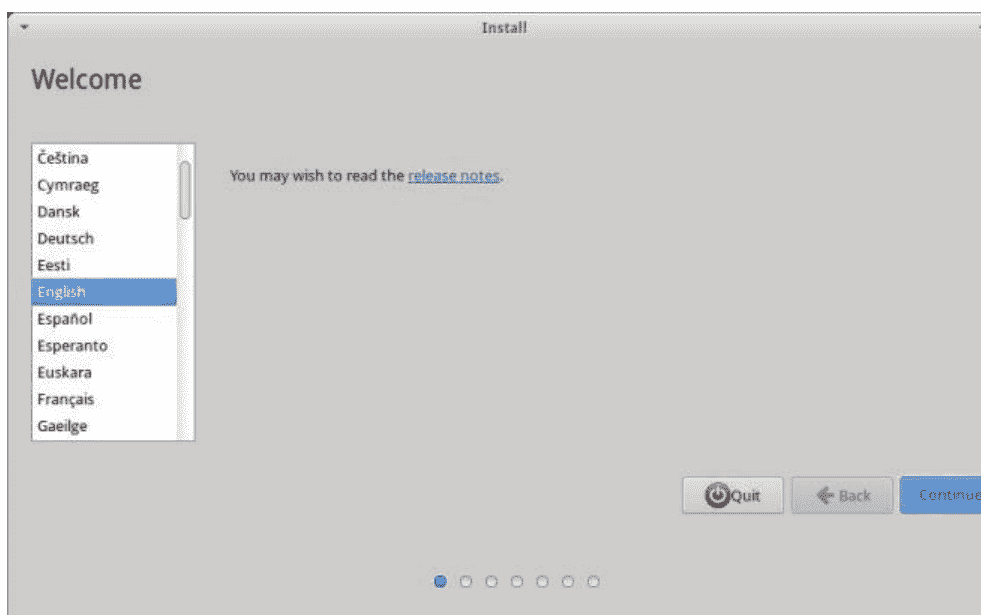 Install
Welcome
Čeština
Cymraeg
Dansk
Deutsch
Eesti
English
Español
Esperanto
Euskara
Français
Gaeilge
You may wish to read the release notes.
Quit
Back
Continue